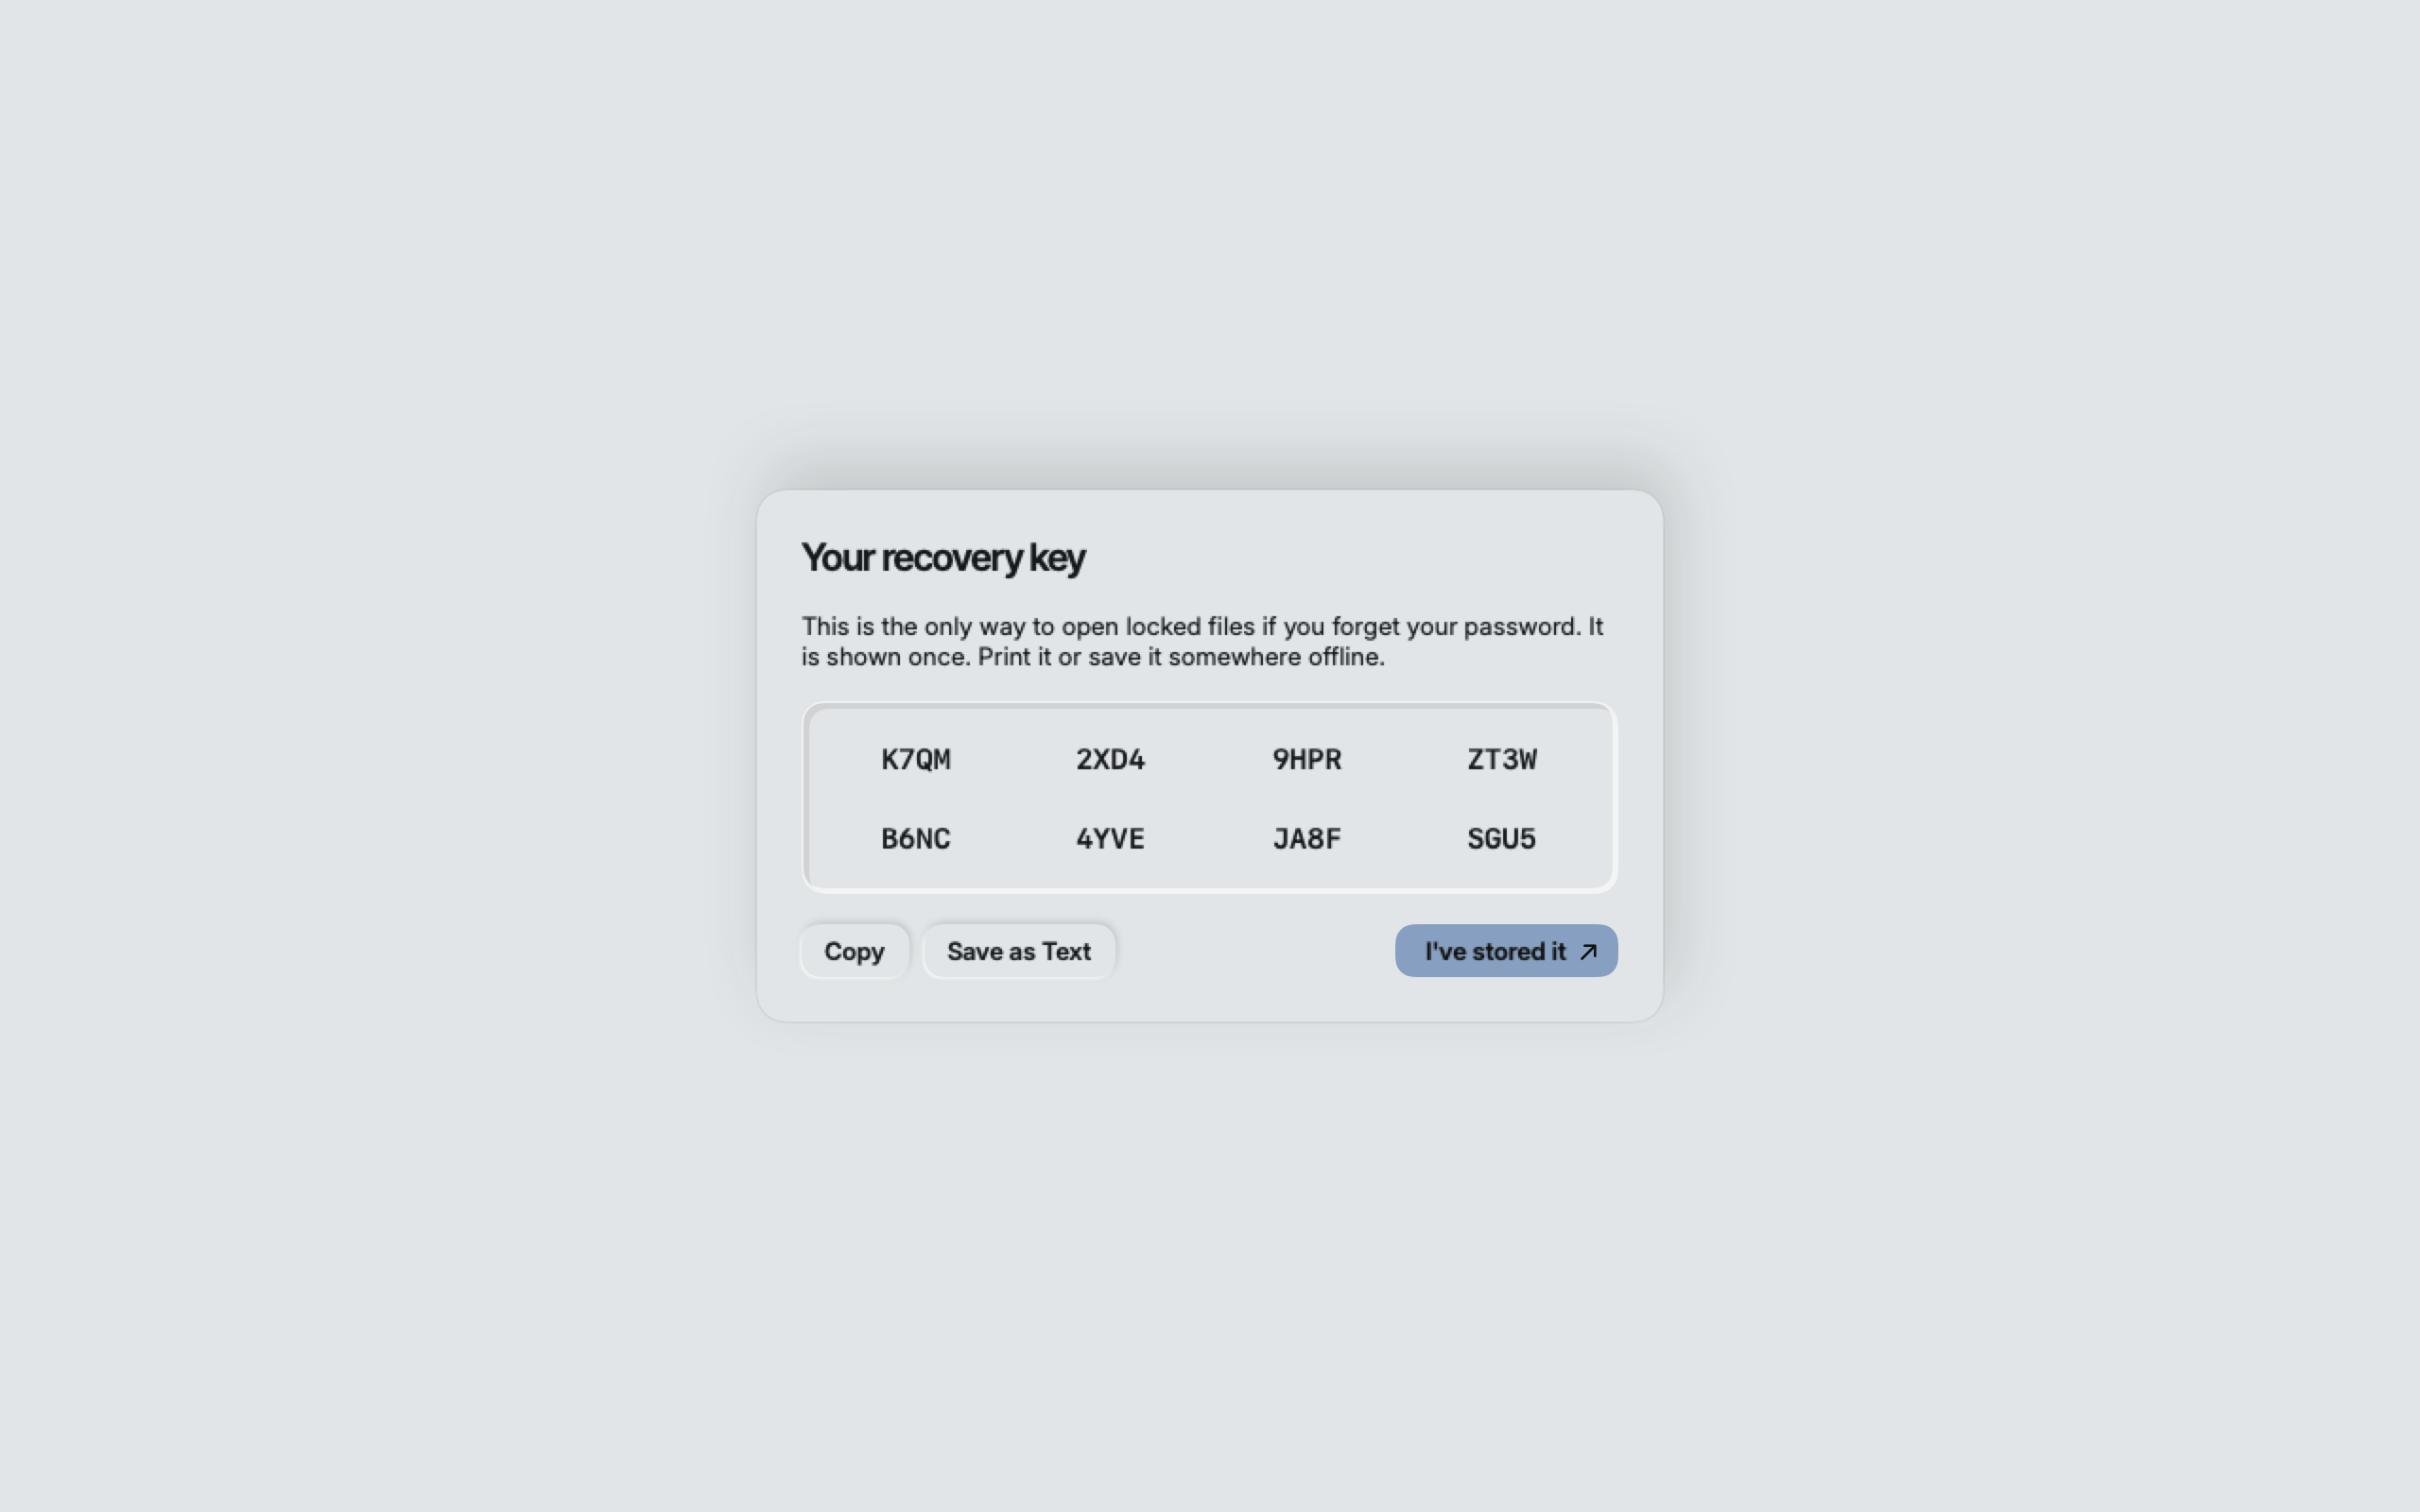 Your recovery key
This is the only way to open locked files if you forget your password. It
is shown once. Print it or save it somewhere offline.
K7QM 2XD4 9HPR ZT3W
B6NC 4YVE JA8F SGU5
Copy Save as Text I've stored it